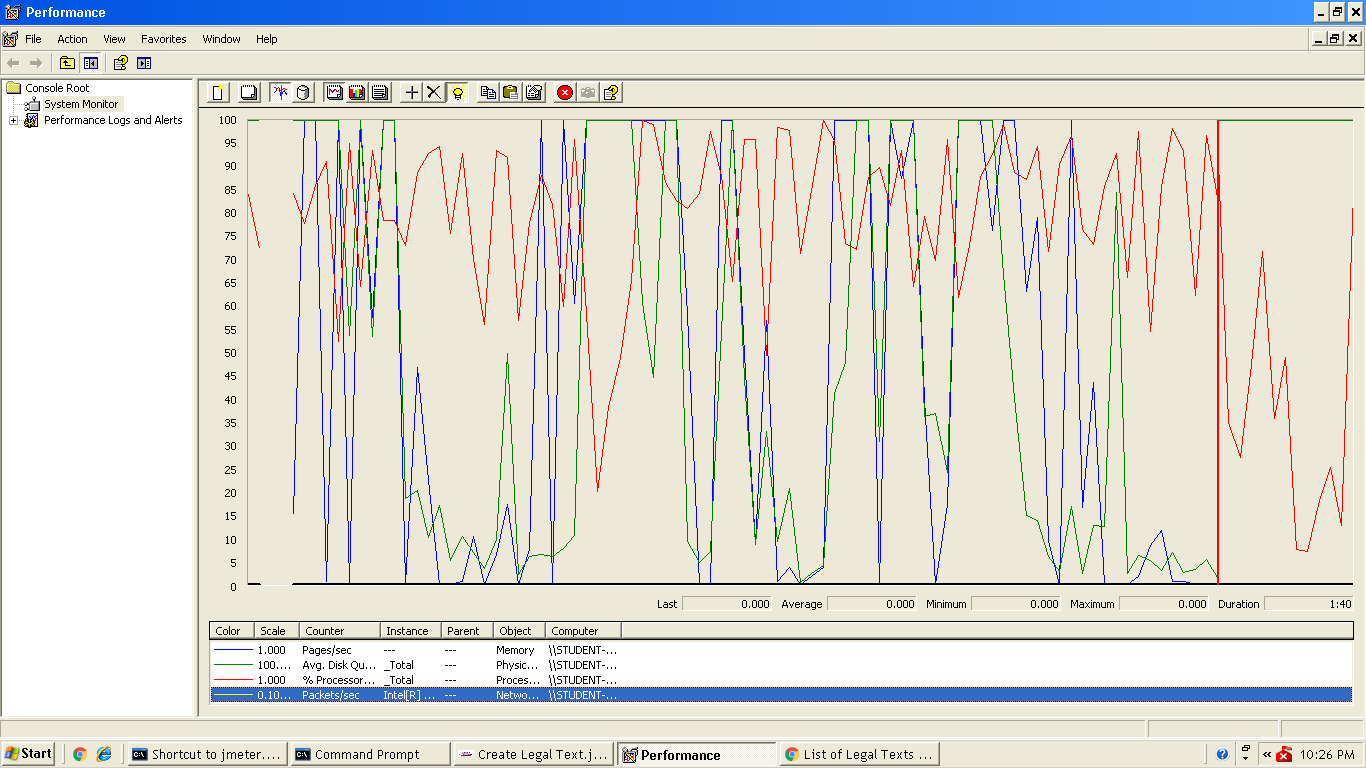 Performance
File Action View Favorites Window Help
Console Root
System Monitor
Performance Logs and Alerts
100
95
90
85
80
75
70
65
60
55
50
45
40
35
30
25
20
15
10
5
0
Last 0.000 Average 0.000 Minimum 0.000 Maximum 0.000 Duration 1:40
Color Scale Counter Instance Parent Object Computer
1.000 Pages/sec --- --- Memory \\STUDENT-...
100.... Avg. Disk Qu... _Total --- Physic... \\STUDENT-...
1.000 % Processor... _Total --- Proces... \\STUDENT-...
0.10... Packets/sec Intel[R] ... --- Netwo... \\STUDENT-...
Start Shortcut to jmeter.... Command Prompt Create Legal Text.j... Performance List of Legal Texts ... 10:26 PM